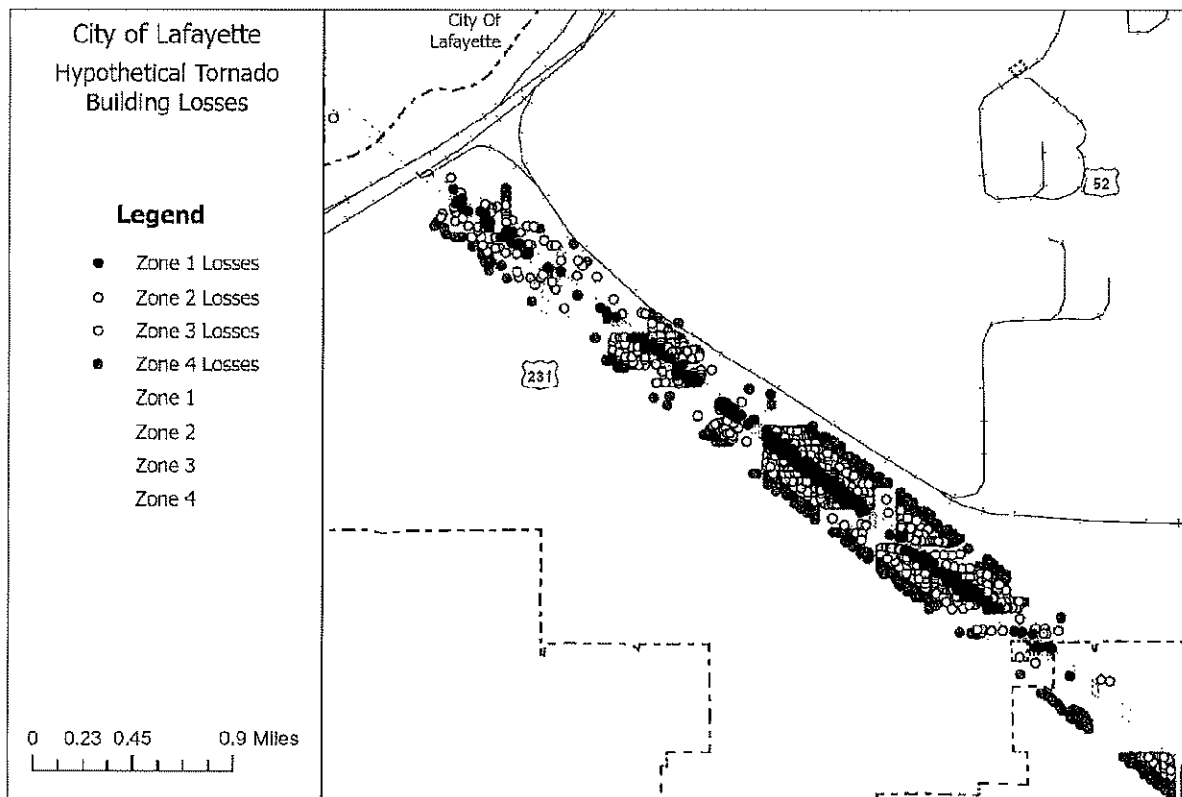 City of Lafayette
Hypothetical Tornado
Building Losses
Legend
Zone 1 Losses
Zone 2 Losses
Zone 3 Losses
Zone 4 Losses
Zone 1
Zone 2
Zone 3
Zone 4
0 0.23 0.45 0.9 Miles
City Of
Lafayette
52
231